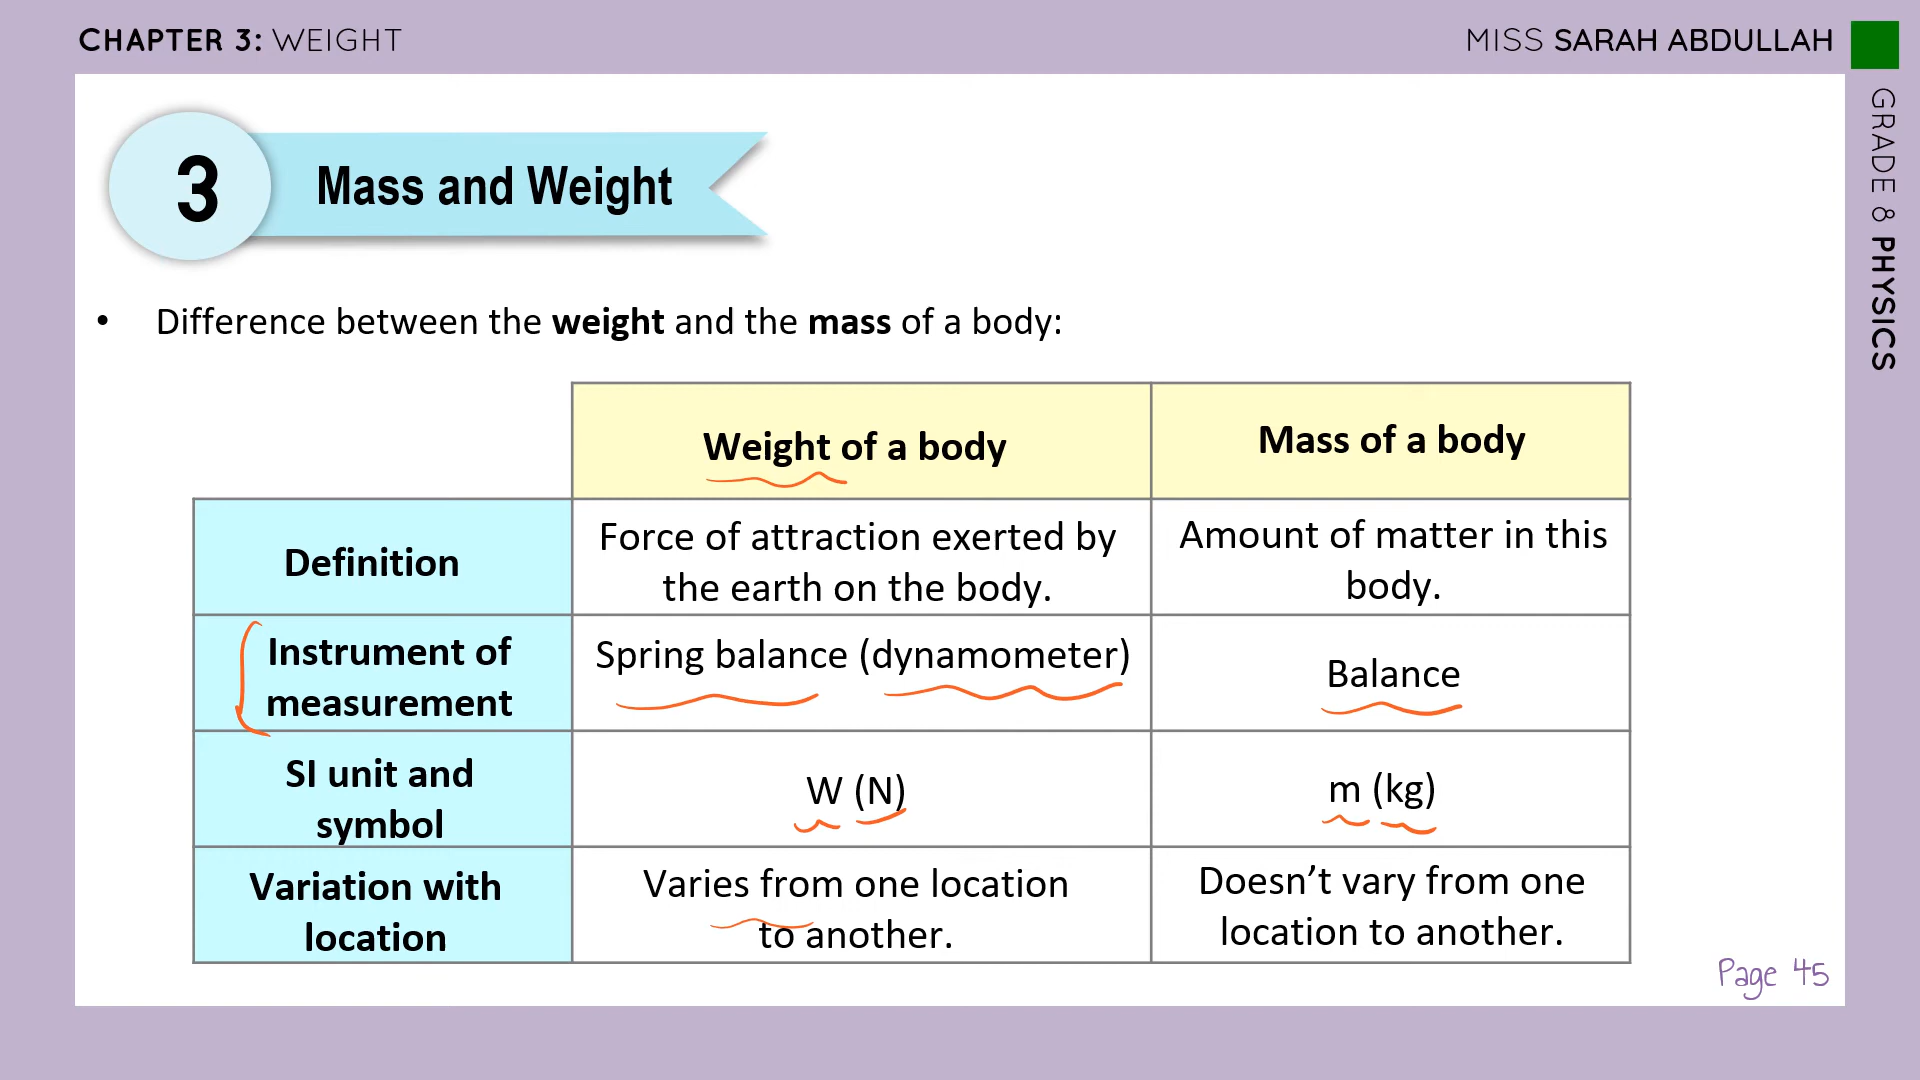 CHAPTER 3: WEIGHT
MISS SARAH ABDULLAH
GRADE 8 PHYSICS
3 Mass and Weight
• Difference between the weight and the mass of a body:
Weight of a body
Mass of a body
Definition
Force of attraction exerted by
the earth on the body.
Amount of matter in this
body.
Instrument of
measurement
Spring balance (dynamometer)
Balance
SI unit and
symbol
W (N)
m (kg)
Variation with
location
Varies from one location
to another.
Doesn’t vary from one
location to another.
Page 45